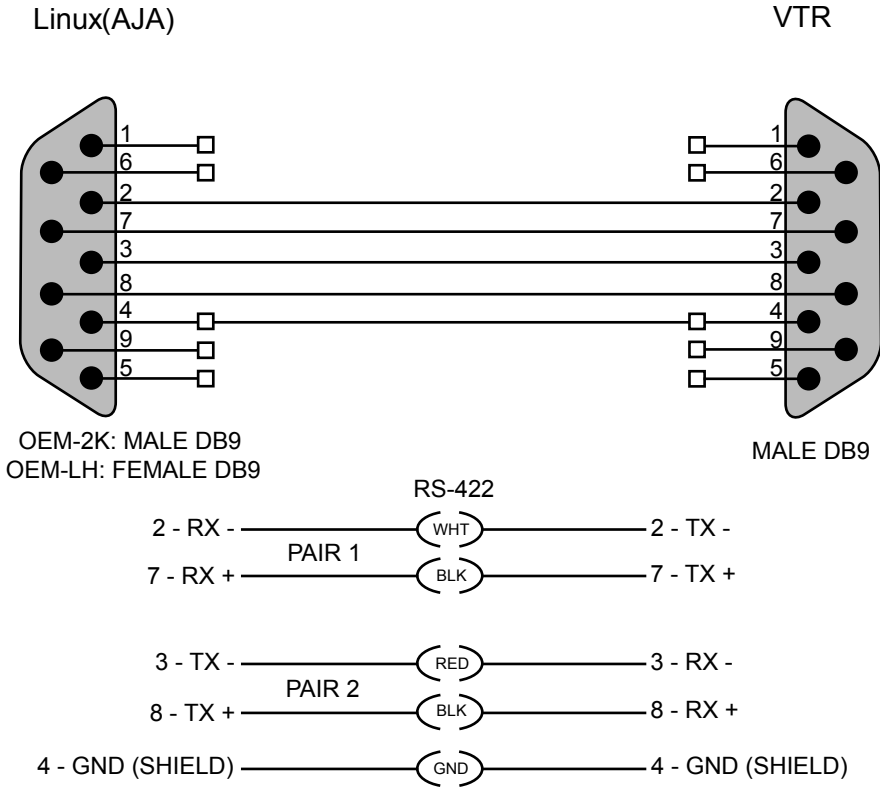 Linux(AJA) VTR
1 1
6 6
2 2
7 7
3 3
8 8
4 4
9 9
5 5
OEM-2K: MALE DB9
OEM-LH: FEMALE DB9
MALE DB9
RS-422
2 - RX - WHT 2 - TX -
PAIR 1
7 - RX + BLK 7 - TX +
3 - TX - RED 3 - RX -
PAIR 2
8 - TX + BLK 8 - RX +
4 - GND (SHIELD) GND 4 - GND (SHIELD)